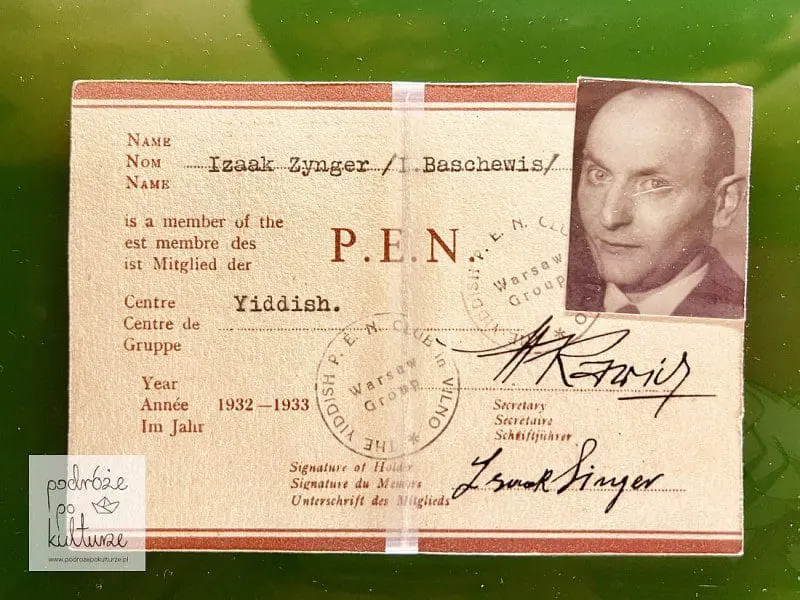 NAME
NOM
NAME
Izaak Zynger /I.Baschewis/
is a member of the
est membre des
ist Mitglied der
P.E.N.
Centre
Centre de
Gruppe
Yiddish.
THE YIDDISH P. E. N. CLUB
Warsaw
Group
THE YIDDISH P. E. N. CLUB in VILNO
Warsaw
Group
Year
Année
Im Jahr
1932–1933
Secretary
Secrétaire
Schriftführer
Signature of Holder
Signature du Membre
Unterschrift des Mitglieds
Isaak Singer
podróże
po
kulturze
www.podrozepokulturze.pl